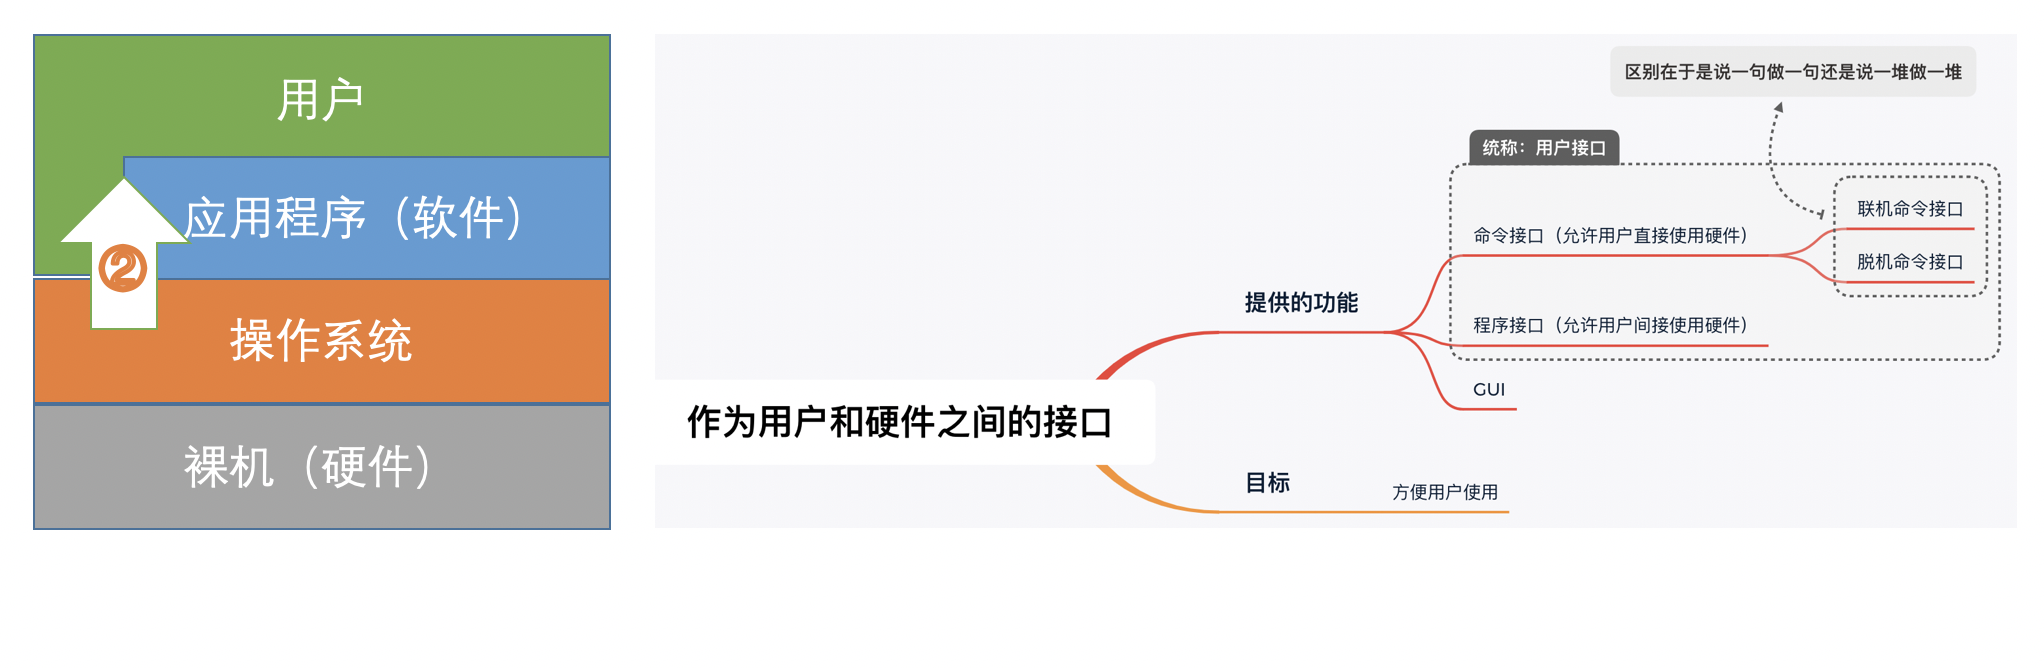 用户
应用程序（软件）
②
操作系统
裸机（硬件）
区别在于是说一句做一句还是说一堆做一堆
统称：用户接口
联机命令接口
命令接口（允许用户直接使用硬件）
脱机命令接口
提供的功能
程序接口（允许用户间接使用硬件）
GUI
作为用户和硬件之间的接口
目标
方便用户使用